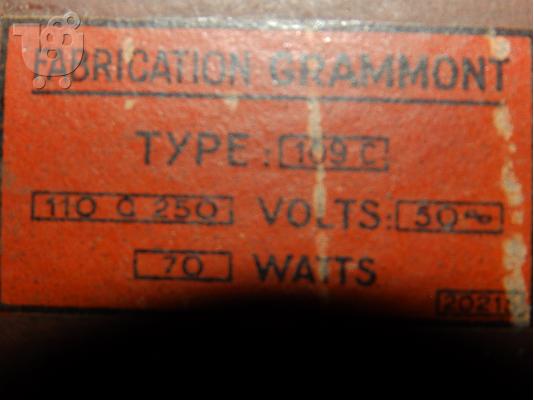 FABRICATION GRAMMONT
TYPE: 109 C
110 à 250 VOLTS: 50
70 WATTS